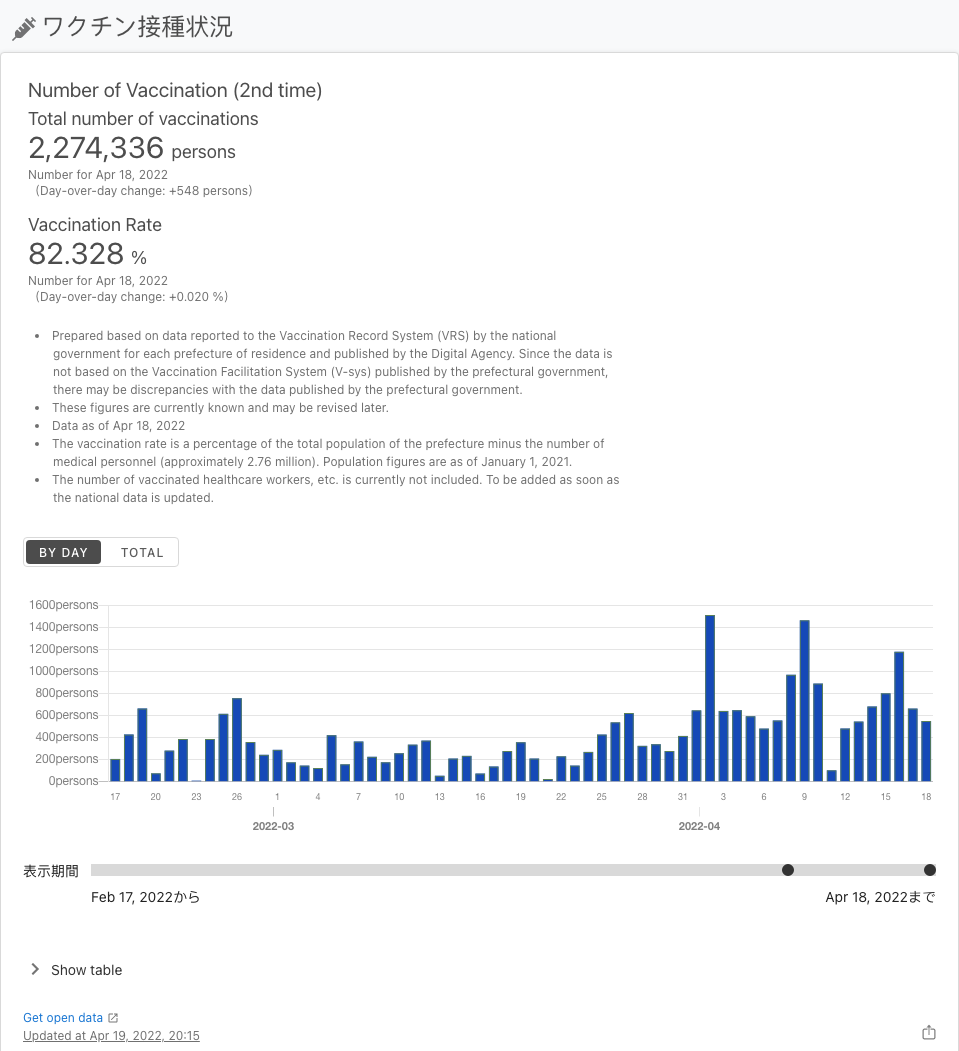 ワクチン接種状況
Number of Vaccination (2nd time)
Total number of vaccinations
2,274,336 persons
Number for Apr 18, 2022
(Day-over-day change: +548 persons)
Vaccination Rate
82.328 %
Number for Apr 18, 2022
(Day-over-day change: +0.020 %)
• Prepared based on data reported to the Vaccination Record System (VRS) by the national
government for each prefecture of residence and published by the Digital Agency. Since the data is
not based on the Vaccination Facilitation System (V-sys) published by the prefectural government,
there may be discrepancies with the data published by the prefectural government.
• These figures are currently known and may be revised later.
• Data as of Apr 18, 2022
• The vaccination rate is a percentage of the total population of the prefecture minus the number of
medical personnel (approximately 2.76 million). Population figures are as of January 1, 2021.
• The number of vaccinated healthcare workers, etc. is currently not included. To be added as soon as
the national data is updated.
BY DAY TOTAL
1600persons
1400persons
1200persons
1000persons
800persons
600persons
400persons
200persons
0persons
17 20 23 26 1 4 7 10 13 16 19 22 25 28 31 3 6 9 12 15 18
2022-03 2022-04
表示期間
Feb 17, 2022から Apr 18, 2022まで
Show table
Get open data
Updated at Apr 19, 2022, 20:15